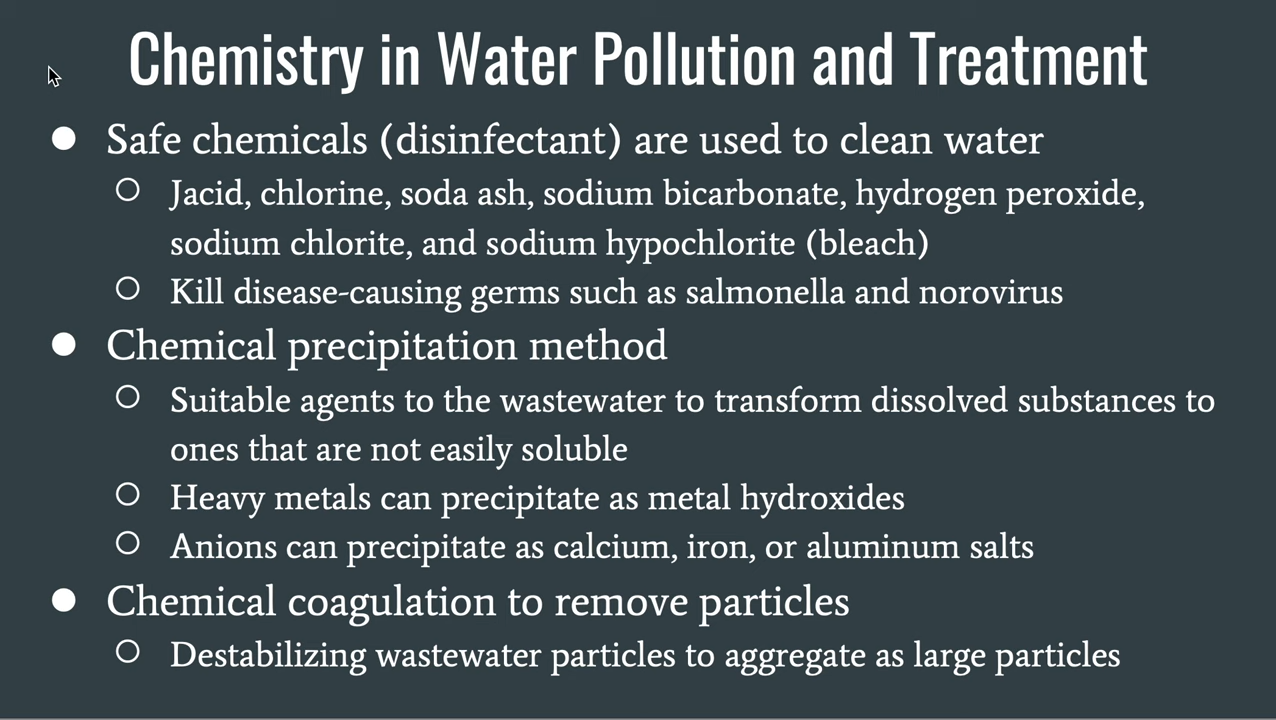 Chemistry in Water Pollution and Treatment
Safe chemicals (disinfectant) are used to clean water
Jacid, chlorine, soda ash, sodium bicarbonate, hydrogen peroxide,
sodium chlorite, and sodium hypochlorite (bleach)
Kill disease-causing germs such as salmonella and norovirus
Chemical precipitation method
Suitable agents to the wastewater to transform dissolved substances to
ones that are not easily soluble
Heavy metals can precipitate as metal hydroxides
Anions can precipitate as calcium, iron, or aluminum salts
Chemical coagulation to remove particles
Destabilizing wastewater particles to aggregate as large particles